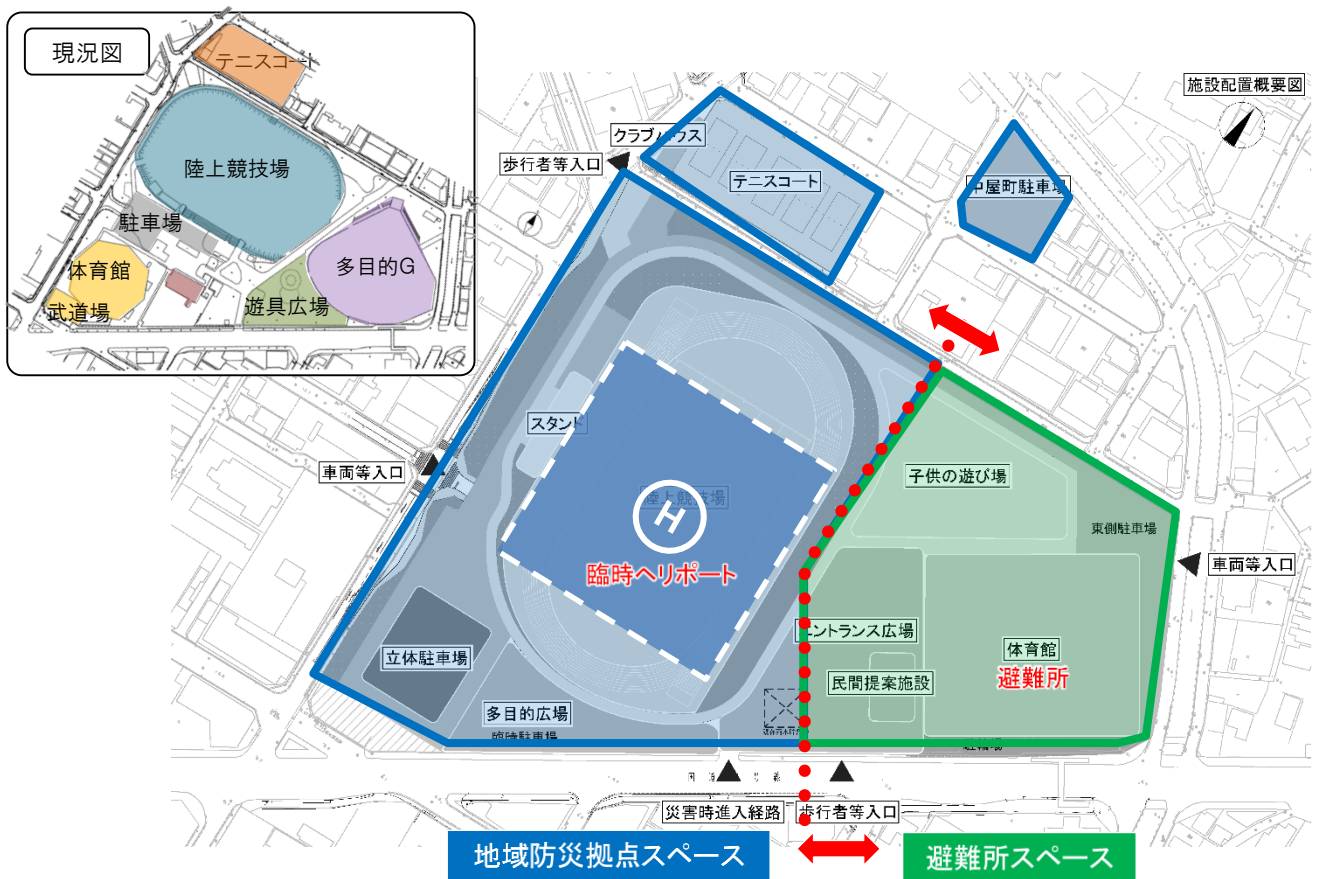 現況図
テニスコート
陸上競技場
駐車場
体育館
武道場
多目的G
遊具広場
施設配置概要図
クラブハウス
歩行者等入口
テニスコート
中屋町駐車場
スタンド
車両等入口
陸上競技場
H
臨時ヘリポート
子供の遊び場
東側駐車場
車両等入口
エントランス広場
体育館
避難所
民間提案施設
立体駐車場
多目的広場
臨時駐車場
駐輪場
災害時進入経路
歩行者等入口
地域防災拠点スペース
避難所スペース